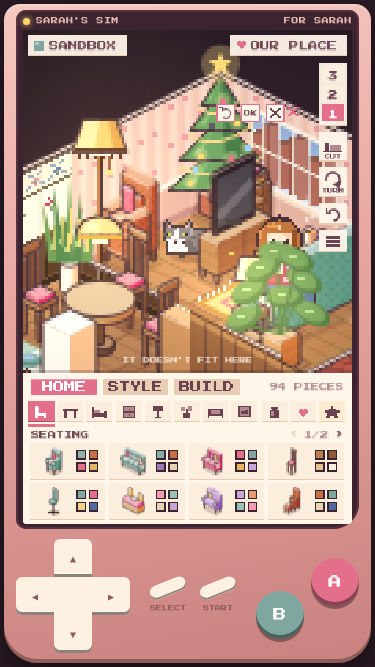 SARAH'S SIM
FOR SARAH
SANDBOX
OUR PLACE
3
2
1
OK
CUT
TURN
IT DOESN'T FIT HERE
HOME
STYLE
BUILD
94 PIECES
SEATING
1/2
SELECT
START
B
A